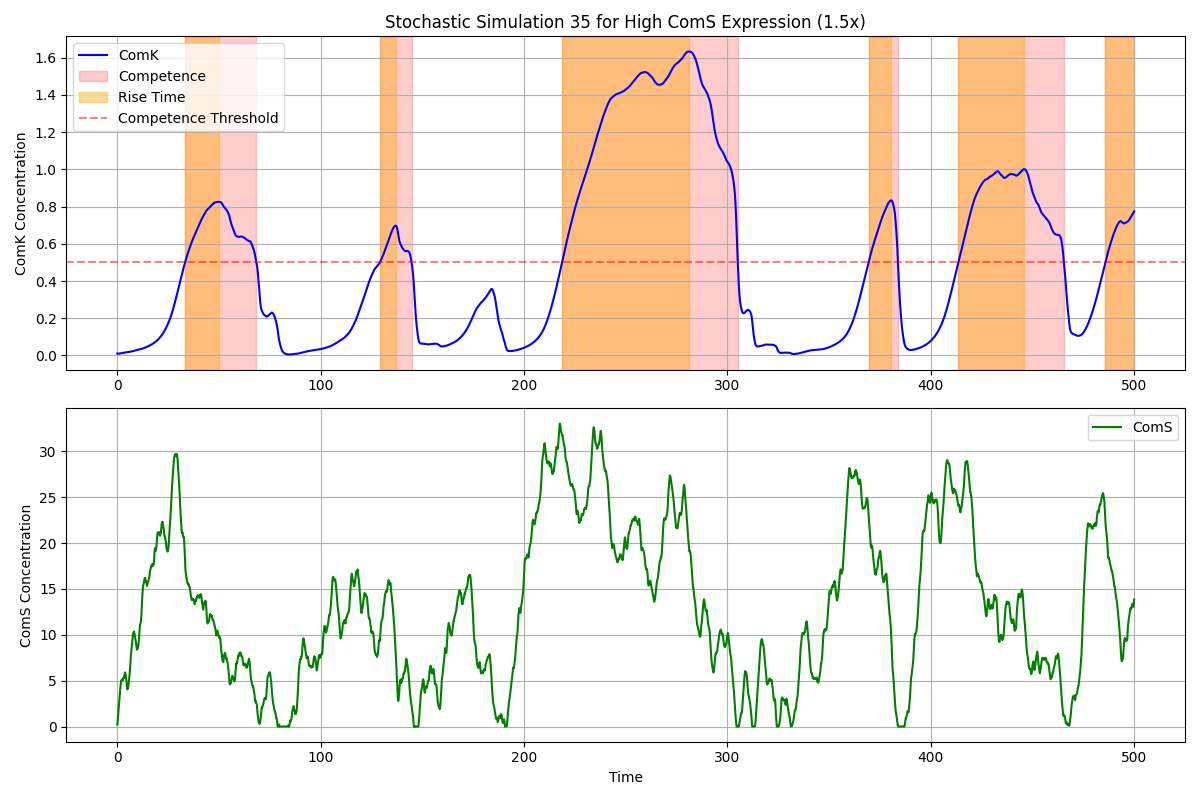 Stochastic Simulation 35 for High ComS Expression (1.5x)
ComK
Competence
Rise Time
Competence Threshold
ComK Concentration
1.6
1.4
1.2
1.0
0.8
0.6
0.4
0.2
0.0
0 100 200 300 400 500
ComS
ComS Concentration
30
25
20
15
10
5
0
0 100 200 300 400 500
Time